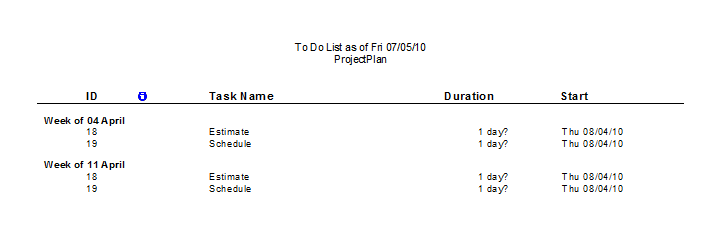 To Do List as of Fri 07/05/10
ProjectPlan
ID Task Name Duration Start
Week of 04 April
18 Estimate 1 day? Thu 08/04/10
19 Schedule 1 day? Thu 08/04/10
Week of 11 April
18 Estimate 1 day? Thu 08/04/10
19 Schedule 1 day? Thu 08/04/10